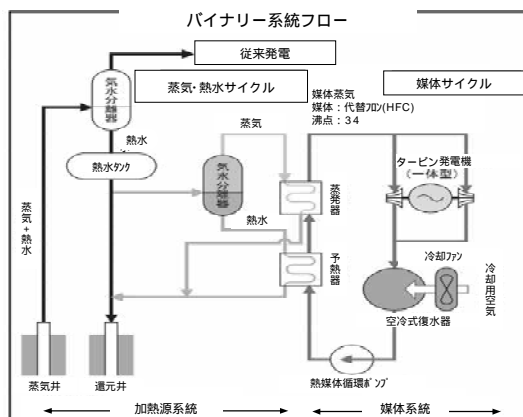 バイナリー系統フロー
従来発電
蒸気・熱水サイクル
媒体サイクル
気水分離器
媒体蒸気
媒体：代替フロン(HFC)
沸点：34
熱水
蒸気
熱水タンク
気水分離器
タービン発電機
(一体型)
蒸発器
熱水
蒸気+熱水
予熱器
冷却ファン
冷却用空気
空冷式復水器
熱媒体循環ポンプ
蒸気井
還元井
加熱源系統
媒体系統